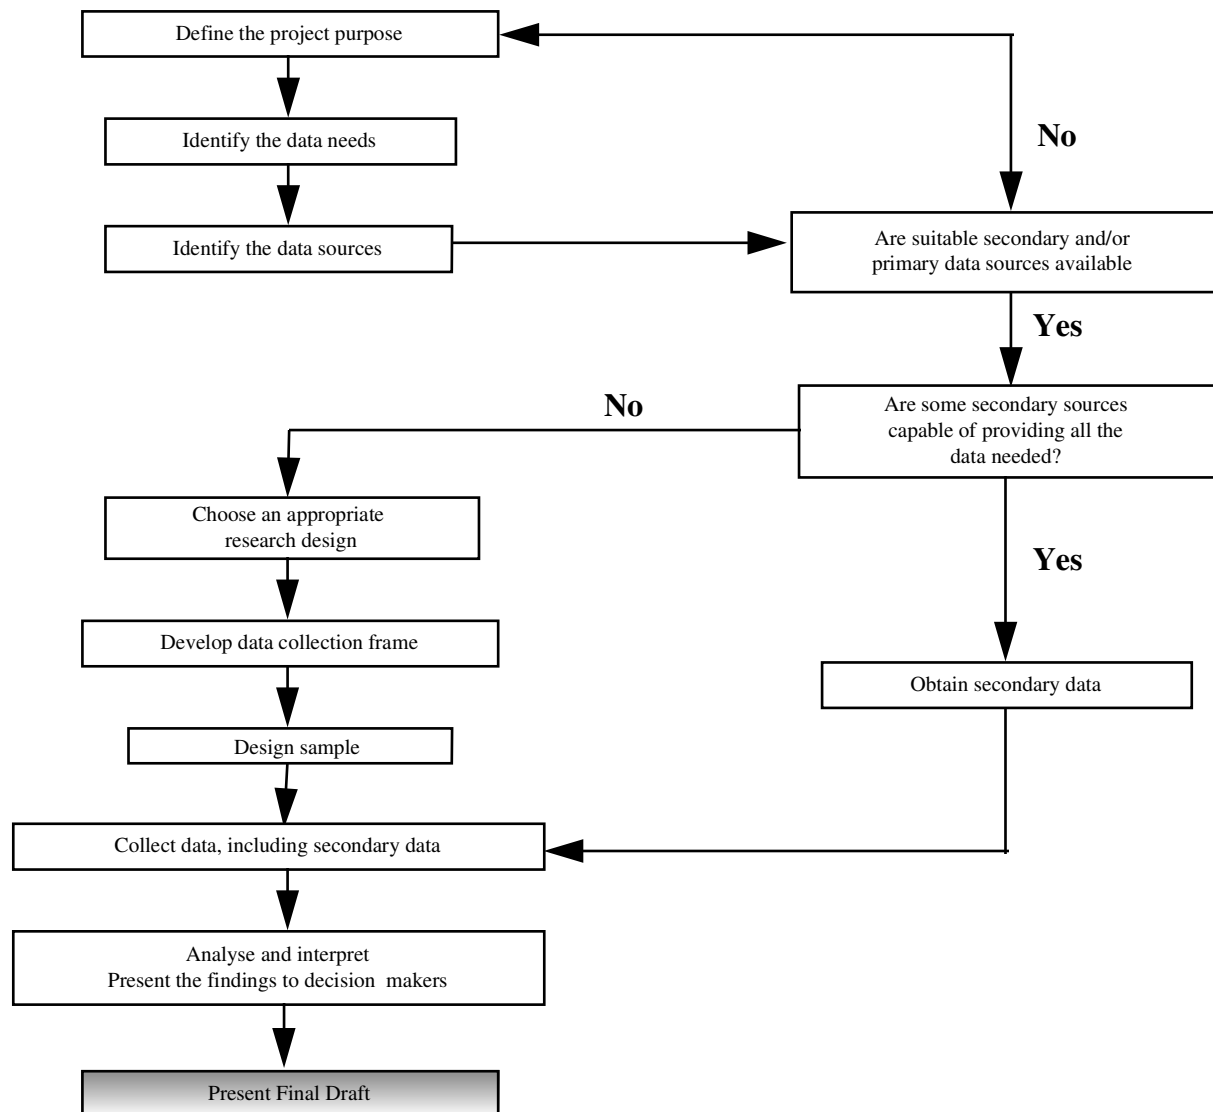 Define the project purpose
Identify the data needs
No
Identify the data sources
Are suitable secondary and/or
primary data sources available
Yes
No
Are some secondary sources
capable of providing all the
data needed?
Choose an appropriate
research design
Yes
Develop data collection frame
Obtain secondary data
Design sample
Collect data, including secondary data
Analyse and interpret
Present the findings to decision makers
Present Final Draft